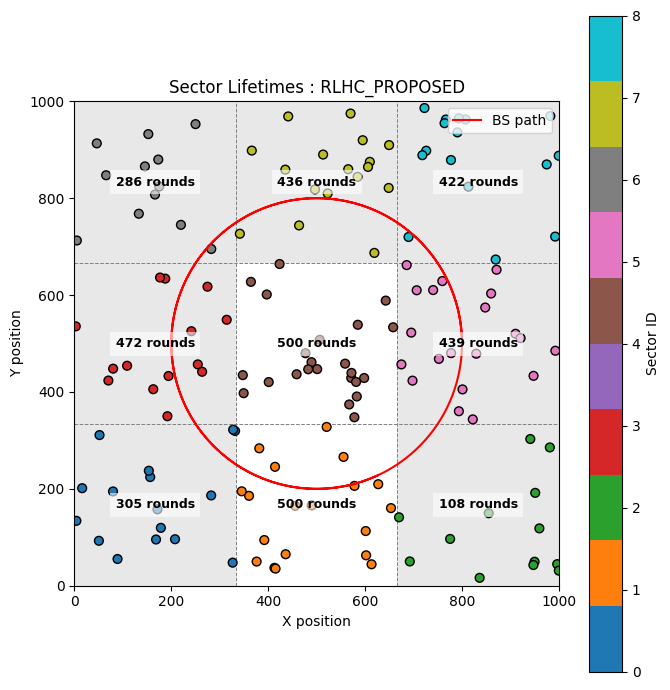 Sector Lifetimes : RLHC_PROPOSED
BS path
286 rounds
436 rounds
422 rounds
472 rounds
500 rounds
439 rounds
305 rounds
500 rounds
108 rounds
1000
800
600
400
200
0
Y position
0 200 400 600 800 1000
X position
8
7
6
5
4
3
2
1
0
Sector ID